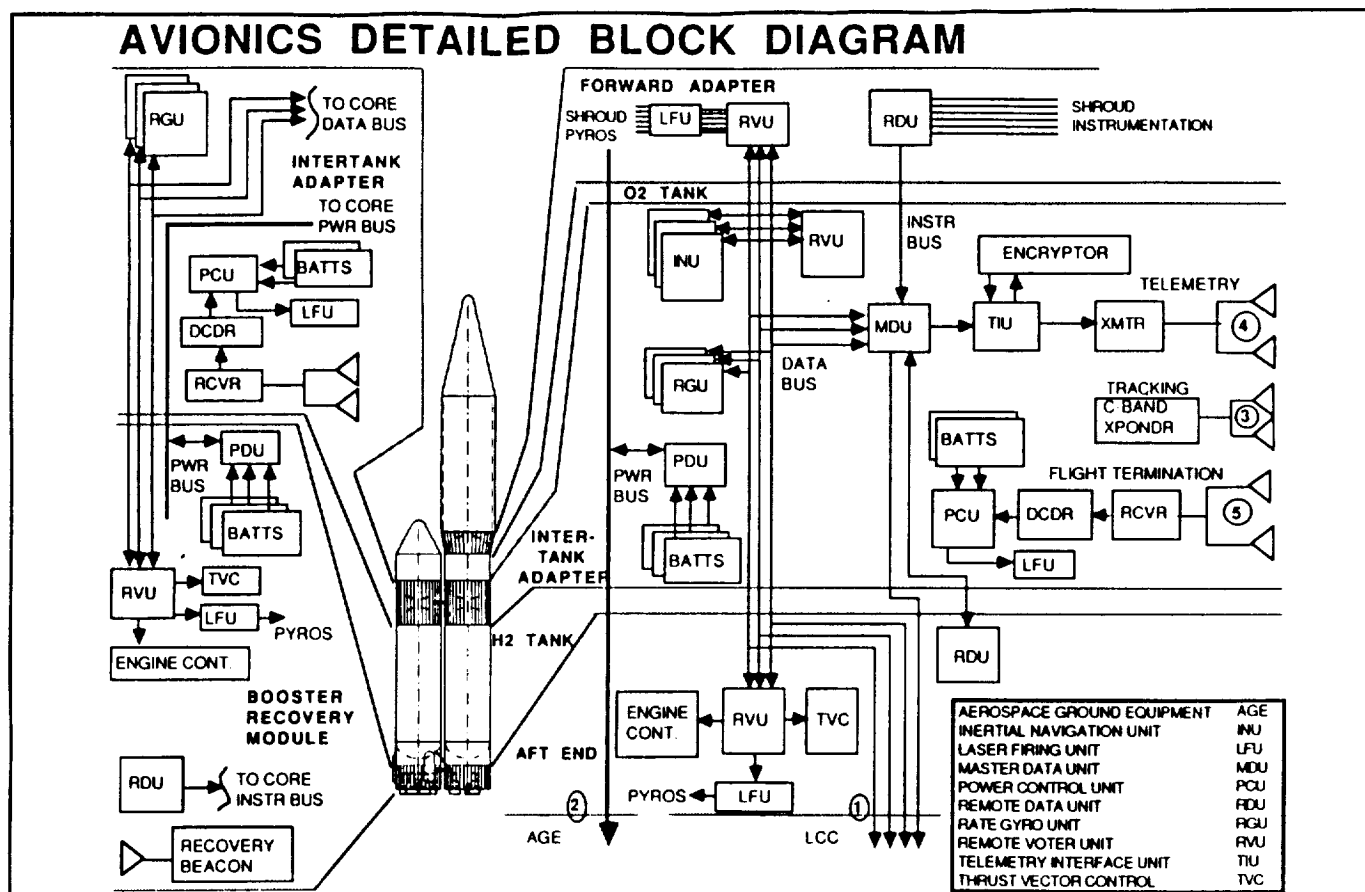 AVIONICS DETAILED BLOCK DIAGRAM
RGU
TO CORE
DATA BUS
INTERTANK
ADAPTER
TO CORE
PWR BUS
PCU
BATTS
LFU
DCDR
RCVR
PWR
BUS
PDU
BATTS
RVU
TVC
LFU
PYROS
ENGINE CONT.
BOOSTER
RECOVERY
MODULE
RDU
TO CORE
INSTR BUS
RECOVERY
BEACON
FORWARD ADAPTER
SHROUD
PYROS
LFU
RVU
RDU
SHROUD
INSTRUMENTATION
O2 TANK
INU
RVU
INSTR
BUS
ENCRYPTOR
TELEMETRY
MDU
TIU
XMTR
4
RGU
DATA
BUS
TRACKING
C-BAND
XPONDR
3
PWR
BUS
PDU
BATTS
BATTS
FLIGHT TERMINATION
PCU
DCDR
RCVR
5
LFU
INTER-
TANK
ADAPTER
H2 TANK
RDU
ENGINE
CONT.
RVU
TVC
AFT END
PYROS
LFU
2
1
AGE
LCC
AEROSPACE GROUND EQUIPMENT AGE
INERTIAL NAVIGATION UNIT INU
LASER FIRING UNIT LFU
MASTER DATA UNIT MDU
POWER CONTROL UNIT PCU
REMOTE DATA UNIT RDU
RATE GYRO UNIT RGU
REMOTE VOTER UNIT RVU
TELEMETRY INTERFACE UNIT TIU
THRUST VECTOR CONTROL TVC